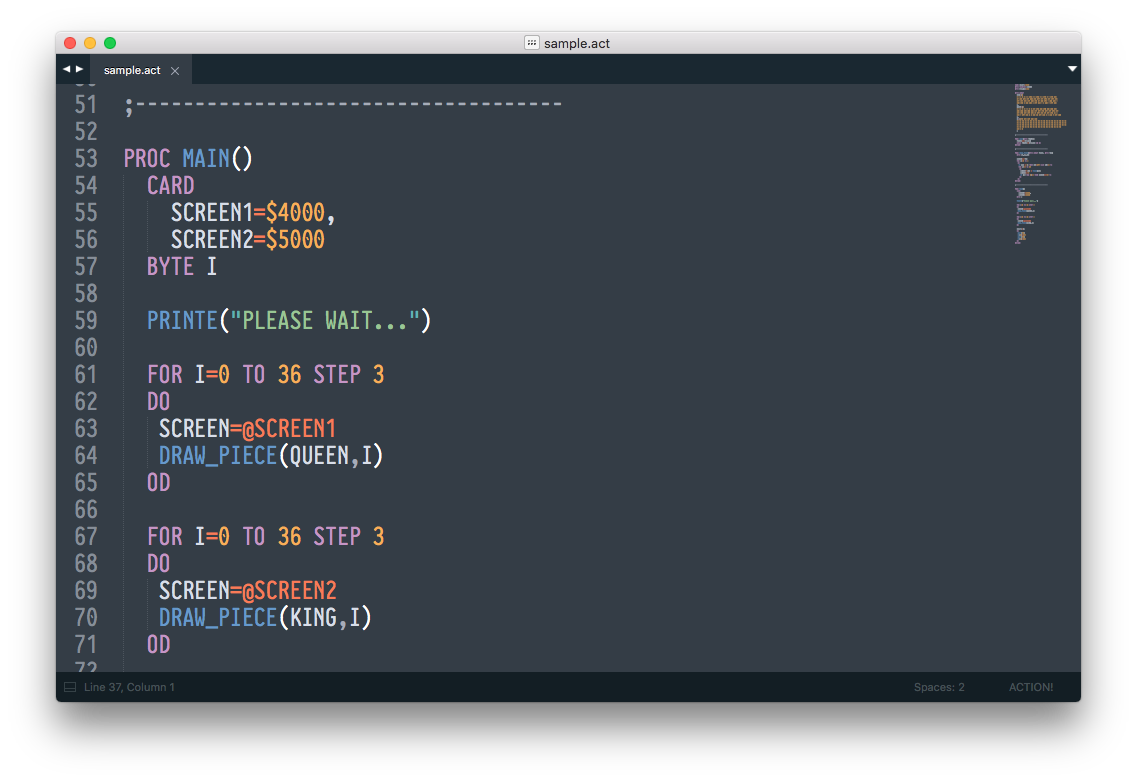 sample.act
sample.act
51 ;------------------------------------
52
53 PROC MAIN()
54 CARD
55 SCREEN1=$4000,
56 SCREEN2=$5000
57 BYTE I
58
59 PRINTE("PLEASE WAIT...")
60
61 FOR I=0 TO 36 STEP 3
62 DO
63 SCREEN=@SCREEN1
64 DRAW_PIECE(QUEEN,I)
65 OD
66
67 FOR I=0 TO 36 STEP 3
68 DO
69 SCREEN=@SCREEN2
70 DRAW_PIECE(KING,I)
71 OD
72
Line 37, Column 1 Spaces: 2 ACTION!